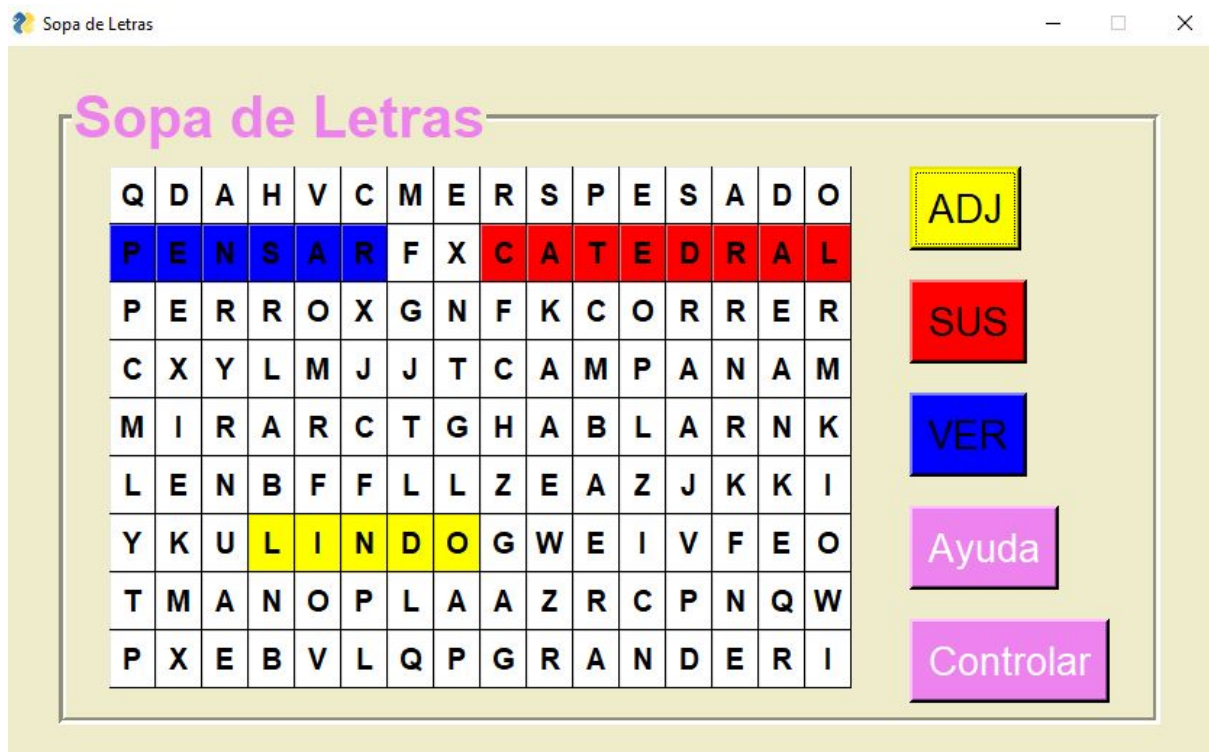 Sopa de Letras
Sopa de Letras
Q D A H V C M E R S P E S A D O
P E N S A R F X C A T E D R A L
P E R R O X G N F K C O R R E R
C X Y L M J J T C A M P A N A M
M I R A R C T G H A B L A R N K
L E N B F F L L Z E A Z J K K I
Y K U L I N D O G W E I V F E O
T M A N O P L A A Z R C P N Q W
P X E B V L Q P G R A N D E R I
ADJ
SUS
VER
Ayuda
Controlar